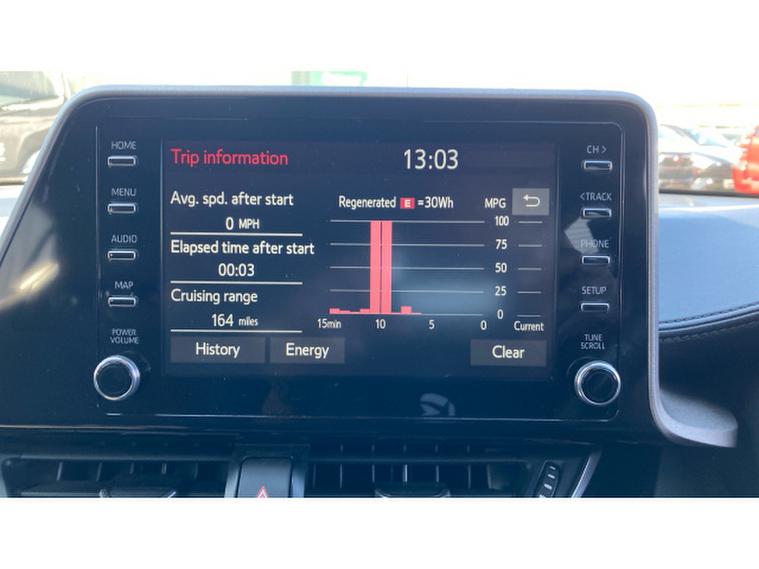 HOME
MENU
AUDIO
MAP
POWER
VOLUME
Trip information
13:03
Avg. spd. after start
0 MPH
Elapsed time after start
00:03
Cruising range
164 miles
Regenerated E =30Wh
MPG
100
75
50
25
0
15min 10 5 0 Current
History
Energy
Clear
CH >
< TRACK
PHONE
SETUP
TUNE
SCROLL